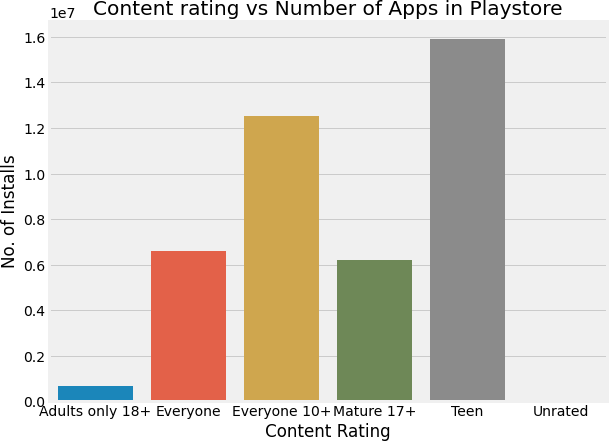 Content rating vs Number of Apps in Playstore
1e7
1.6
1.4
1.2
1.0
0.8
0.6
0.4
0.2
0.0
No. of Installs
Adults only 18+ Everyone Everyone 10+ Mature 17+ Teen Unrated
Content Rating